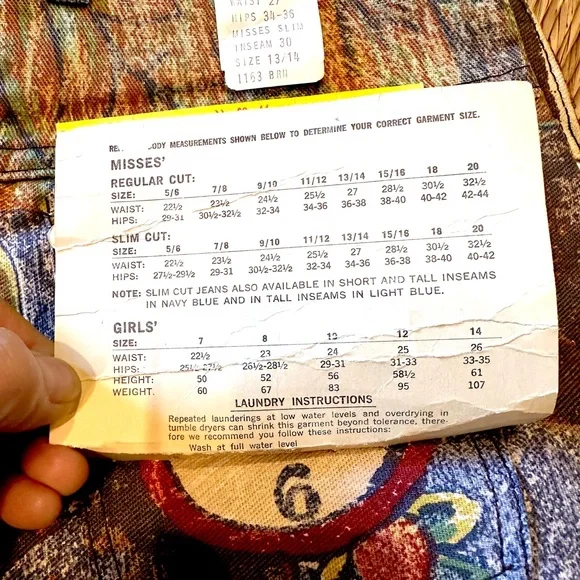 WAIST 27
HIPS 34-36
MISSES SLIM
INSEAM 30
SIZE 13/14
1163 BRN
BODY MEASUREMENTS SHOWN BELOW TO DETERMINE YOUR CORRECT GARMENT SIZE.
MISSES'
REGULAR CUT:
SIZE: 5/6 7/8 9/10 11/12 13/14 15/16 18 20
WAIST: 22½ 23½ 24½ 25½ 27 28½ 30½ 32½
HIPS: 29-31 30½-32½ 32-34 34-36 36-38 38-40 40-42 42-44
SLIM CUT:
SIZE: 5/6 7/8 9/10 11/12 13/14 15/16 18 20
WAIST: 22½ 23½ 24½ 25½ 27 28½ 30½ 32½
HIPS: 27½-29½ 29-31 30½-32½ 32-34 34-36 36-38 38-40 40-42
NOTE: SLIM CUT JEANS ALSO AVAILABLE IN SHORT AND TALL INSEAMS
IN NAVY BLUE AND IN TALL INSEAMS IN LIGHT BLUE.
GIRLS'
SIZE: 7 8 10 12 14
WAIST: 22½ 23 24 25 26
HIPS: 25½-27½ 26½-28½ 29-31 31-33 33-35
HEIGHT: 50 52 56 58½ 61
WEIGHT. 60 67 83 95 107
LAUNDRY INSTRUCTIONS
Repeated launderings at low water levels and overdrying in
tumble dryers can shrink this garment beyond tolerance, there-
fore we recommend you follow these instructions:
Wash at full water level
6